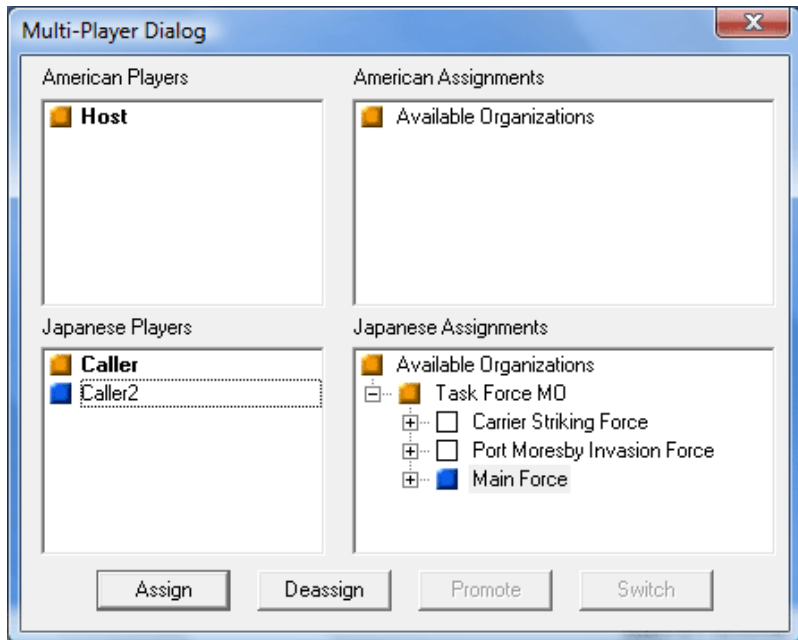 Multi-Player Dialog
American Players
American Assignments
Host
Available Organizations
Japanese Players
Japanese Assignments
Caller
Caller2
Available Organizations
Task Force MO
Carrier Striking Force
Port Moresby Invasion Force
Main Force
Assign
Deassign
Promote
Switch